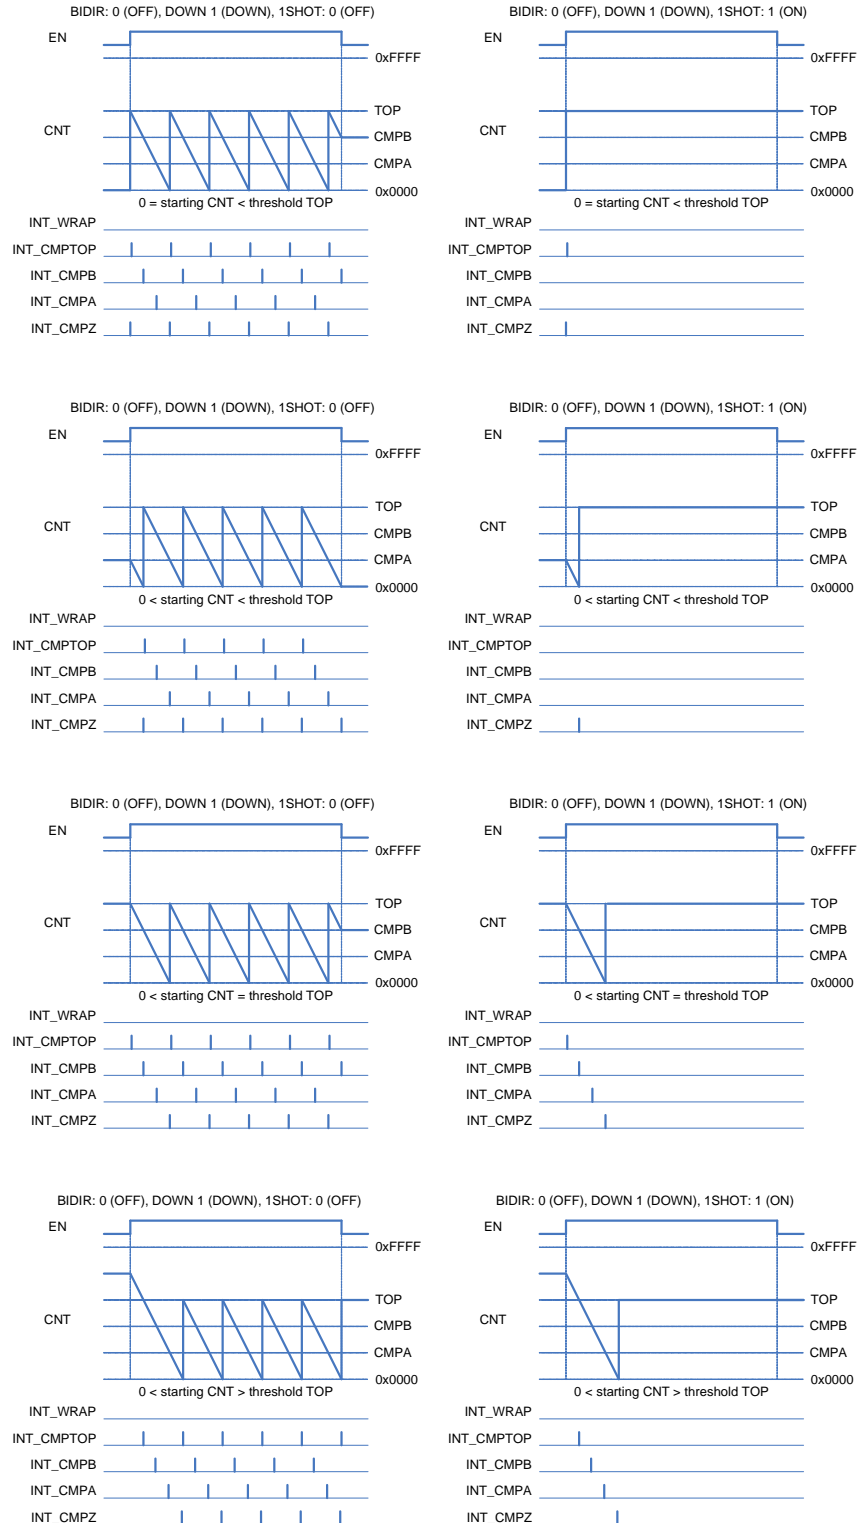 BIDIR: 0 (OFF), DOWN 1 (DOWN), 1SHOT: 0 (OFF)
EN
0xFFFF
TOP
CNT
CMPB
CMPA
0x0000
0 = starting CNT < threshold TOP
INT_WRAP
INT_CMPTOP
INT_CMPB
INT_CMPA
INT_CMPZ
BIDIR: 0 (OFF), DOWN 1 (DOWN), 1SHOT: 1 (ON)
EN
0xFFFF
TOP
CNT
CMPB
CMPA
0x0000
0 = starting CNT < threshold TOP
INT_WRAP
INT_CMPTOP
INT_CMPB
INT_CMPA
INT_CMPZ
BIDIR: 0 (OFF), DOWN 1 (DOWN), 1SHOT: 0 (OFF)
EN
0xFFFF
TOP
CNT
CMPB
CMPA
0x0000
0 < starting CNT < threshold TOP
INT_WRAP
INT_CMPTOP
INT_CMPB
INT_CMPA
INT_CMPZ
BIDIR: 0 (OFF), DOWN 1 (DOWN), 1SHOT: 1 (ON)
EN
0xFFFF
TOP
CNT
CMPB
CMPA
0x0000
0 < starting CNT < threshold TOP
INT_WRAP
INT_CMPTOP
INT_CMPB
INT_CMPA
INT_CMPZ
BIDIR: 0 (OFF), DOWN 1 (DOWN), 1SHOT: 0 (OFF)
EN
0xFFFF
TOP
CNT
CMPB
CMPA
0x0000
0 < starting CNT = threshold TOP
INT_WRAP
INT_CMPTOP
INT_CMPB
INT_CMPA
INT_CMPZ
BIDIR: 0 (OFF), DOWN 1 (DOWN), 1SHOT: 1 (ON)
EN
0xFFFF
TOP
CNT
CMPB
CMPA
0x0000
0 < starting CNT = threshold TOP
INT_WRAP
INT_CMPTOP
INT_CMPB
INT_CMPA
INT_CMPZ
BIDIR: 0 (OFF), DOWN 1 (DOWN), 1SHOT: 0 (OFF)
EN
0xFFFF
TOP
CNT
CMPB
CMPA
0x0000
0 < starting CNT > threshold TOP
INT_WRAP
INT_CMPTOP
INT_CMPB
INT_CMPA
INT_CMPZ
BIDIR: 0 (OFF), DOWN 1 (DOWN), 1SHOT: 1 (ON)
EN
0xFFFF
TOP
CNT
CMPB
CMPA
0x0000
0 < starting CNT > threshold TOP
INT_WRAP
INT_CMPTOP
INT_CMPB
INT_CMPA
INT_CMPZ